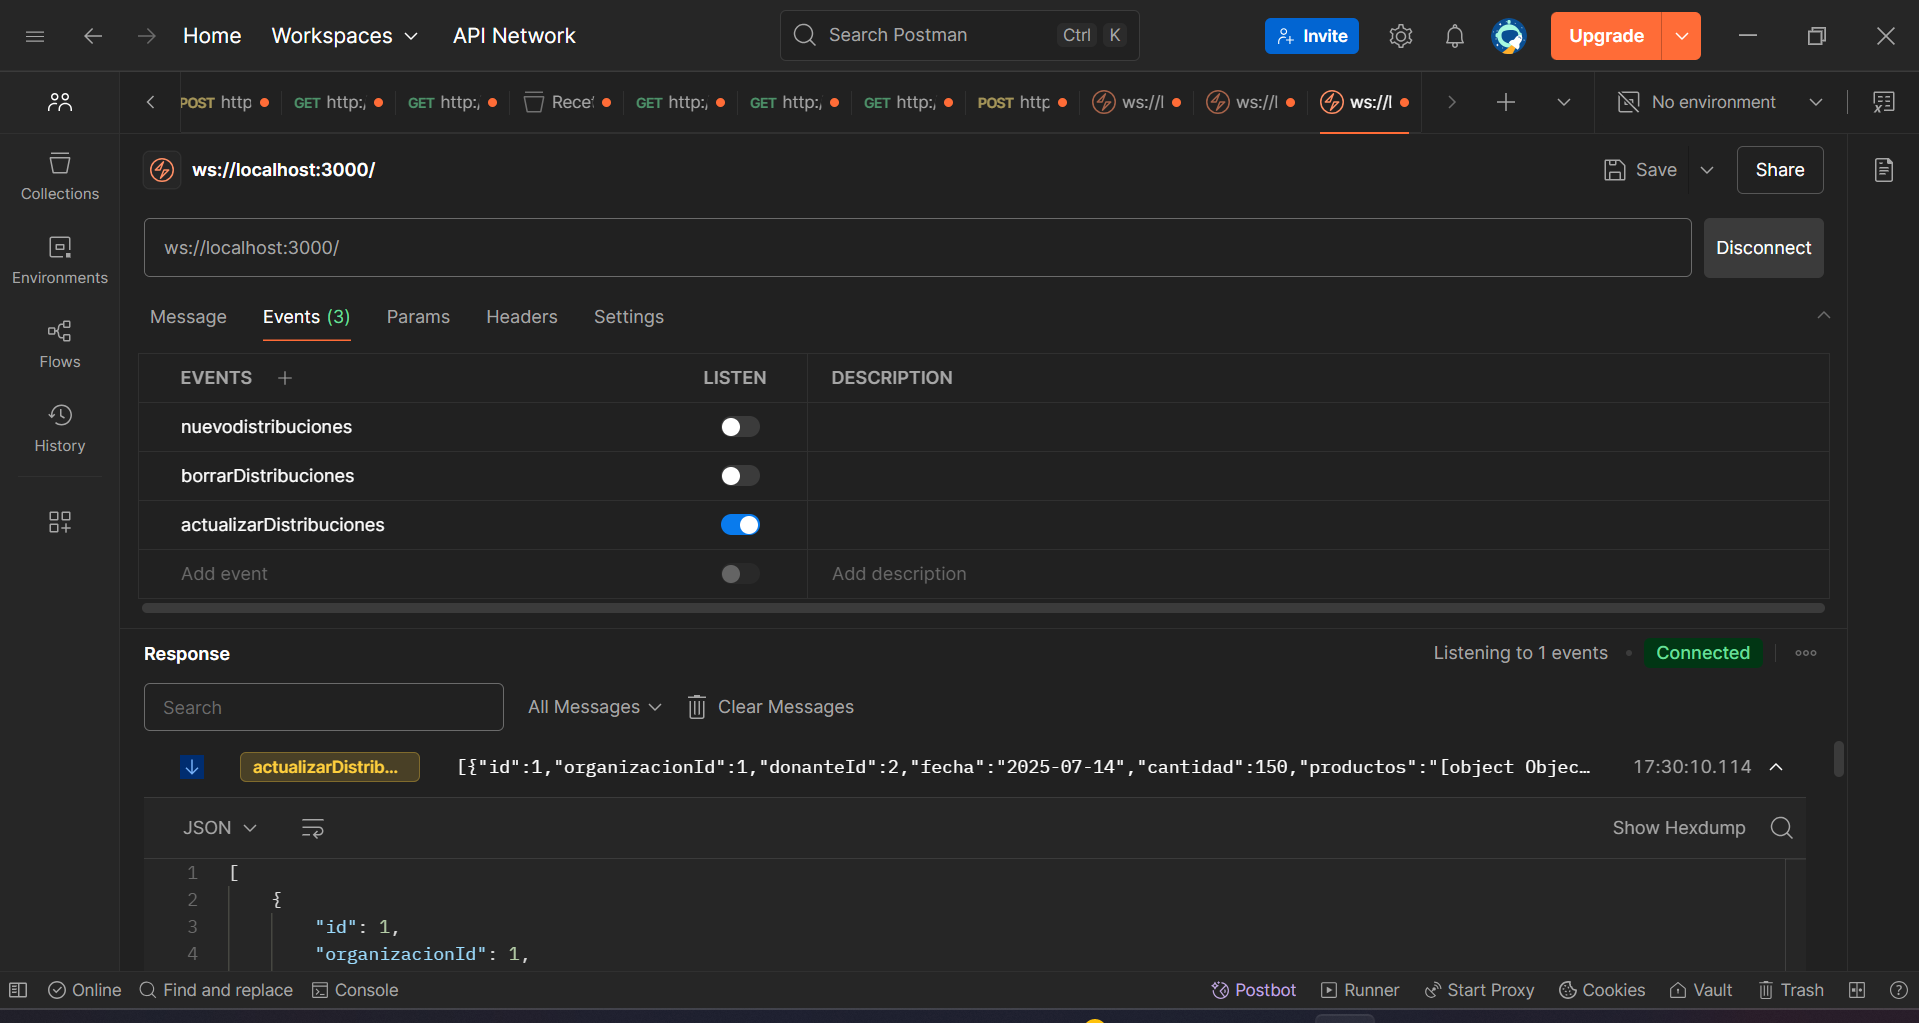 Home Workspaces API Network Search Postman Ctrl K Invite Upgrade
POST http GET http:/ GET http:/ Rece GET http:/ GET http:/ GET http:/ POST http ws://l ws://l ws://l No environment
ws://localhost:3000/ Save Share
Collections
ws://localhost:3000/ Disconnect
Environments
Message Events (3) Params Headers Settings
Flows
EVENTS LISTEN DESCRIPTION
nuevodistribuciones
History
borrarDistribuciones
actualizarDistribuciones
Add event Add description
Response Listening to 1 events Connected
Search All Messages Clear Messages
actualizarDistrib... [{"id":1,"organizacionId":1,"donanteId":2,"fecha":"2025-07-14","cantidad":150,"productos":"[object Objec… 17:30:10.114
JSON Show Hexdump
1 [
2 {
3 "id": 1,
4 "organizacionId": 1,
Online Find and replace Console Postbot Runner Start Proxy Cookies Vault Trash